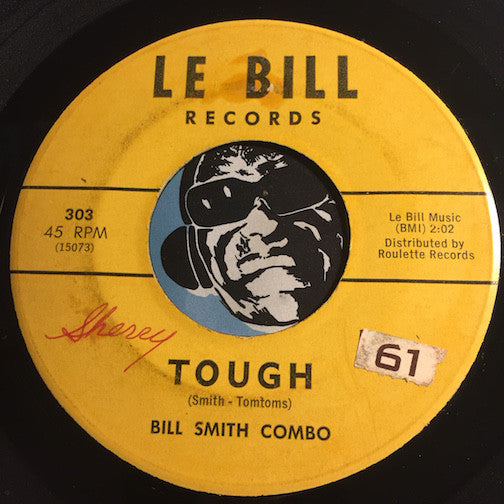 LE BILL
RECORDS
303
45 RPM
(15073)
Le Bill Music
(BMI) 2:02
Distributed by
Roulette Records
Sherey
61
TOUGH
(Smith - Tomtoms)
BILL SMITH COMBO